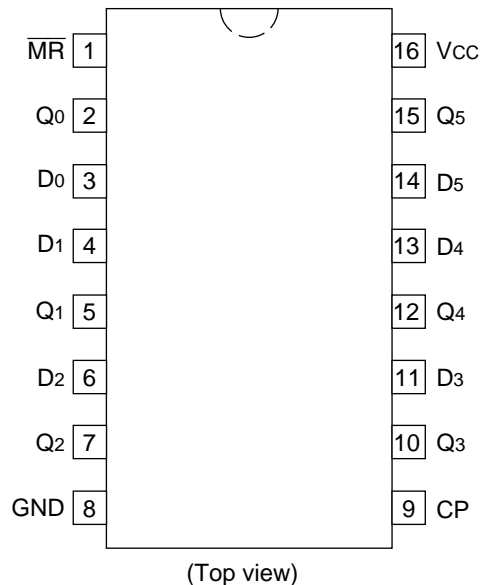 M̅R̅ 1 16 VCC
Q0 2 15 Q5
D0 3 14 D5
D1 4 13 D4
Q1 5 12 Q4
D2 6 11 D3
Q2 7 10 Q3
GND 8 9 CP
(Top view)